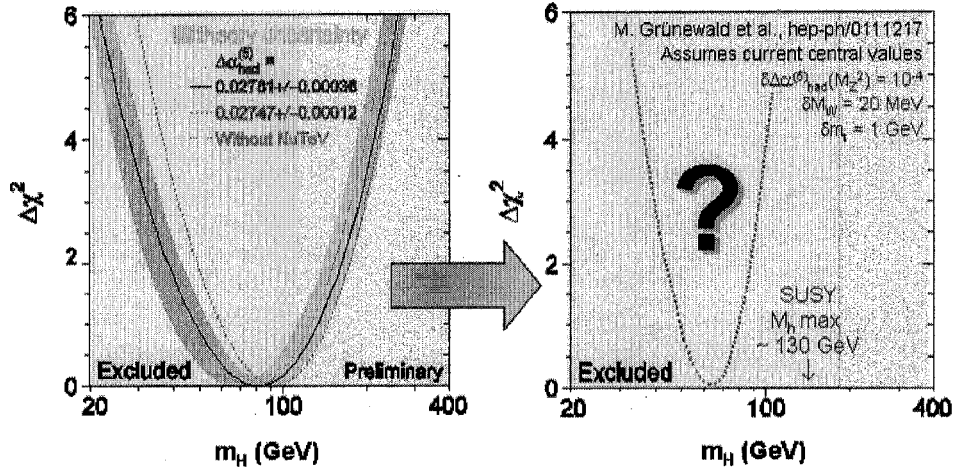 6
4
2
0
Δχ²
w/theory uncertainty
Δα(5)had =
0.02761+/-0.00036
0.02747+/-0.00012
Without NuTeV
Excluded
Preliminary
20
100
400
mH (GeV)
6
4
2
0
Δχ²
M. Grünewald et al., hep-ph/0111217
Assumes current central values
δΔα(5)had(MZ2) = 10-4
δMW = 20 MeV
δmt = 1 GeV
?
SUSY
Mh max
~ 130 GeV
Excluded
20
100
400
mH (GeV)